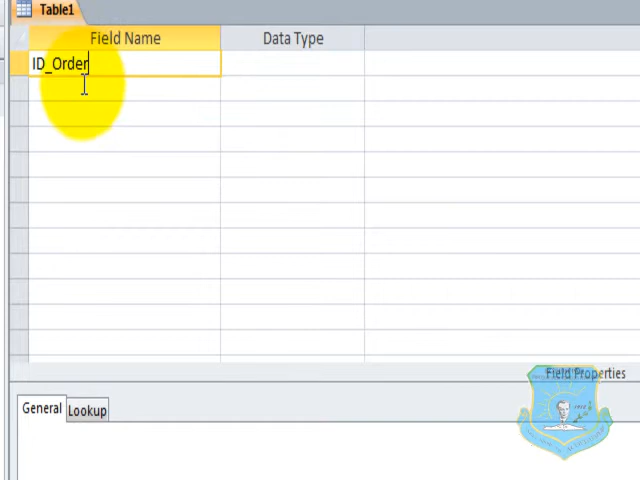 Table1
Field Name
Data Type
ID_Order
Field Properties
General
Lookup